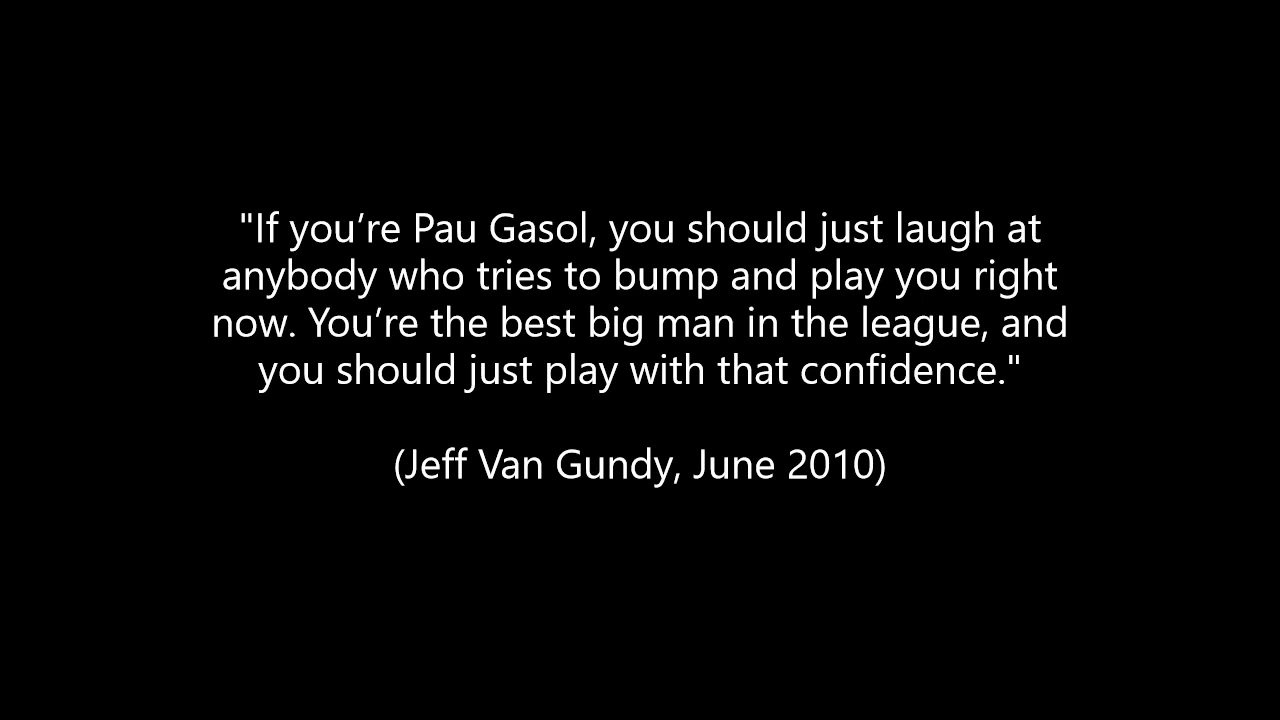 "If you’re Pau Gasol, you should just laugh at
anybody who tries to bump and play you right
now. You’re the best big man in the league, and
you should just play with that confidence."
(Jeff Van Gundy, June 2010)